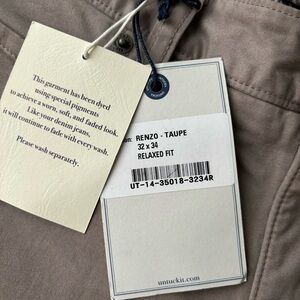 This garment has been dyed
using special pigments
to achieve a worn, soft, and faded look.
Like your denim jeans,
it will continue to fade with every wash.
Please wash separately.
RENZO - TAUPE
32 x 34
RELAXED FIT
UT-14-35018-3234R
untuckit.com